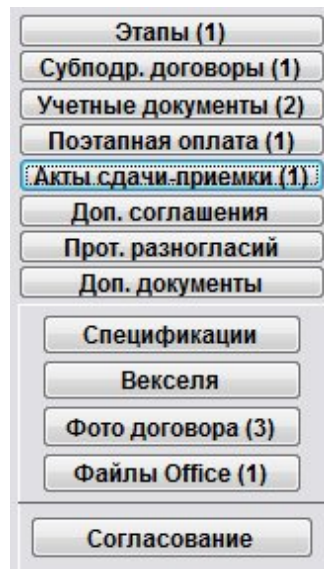 Этапы (1)
Субподр. договоры (1)
Учетные документы (2)
Поэтапная оплата (1)
Акты сдачи-приемки (1)
Доп. соглашения
Прот. разногласий
Доп. документы
Спецификации
Векселя
Фото договора (3)
Файлы Office (1)
Согласование